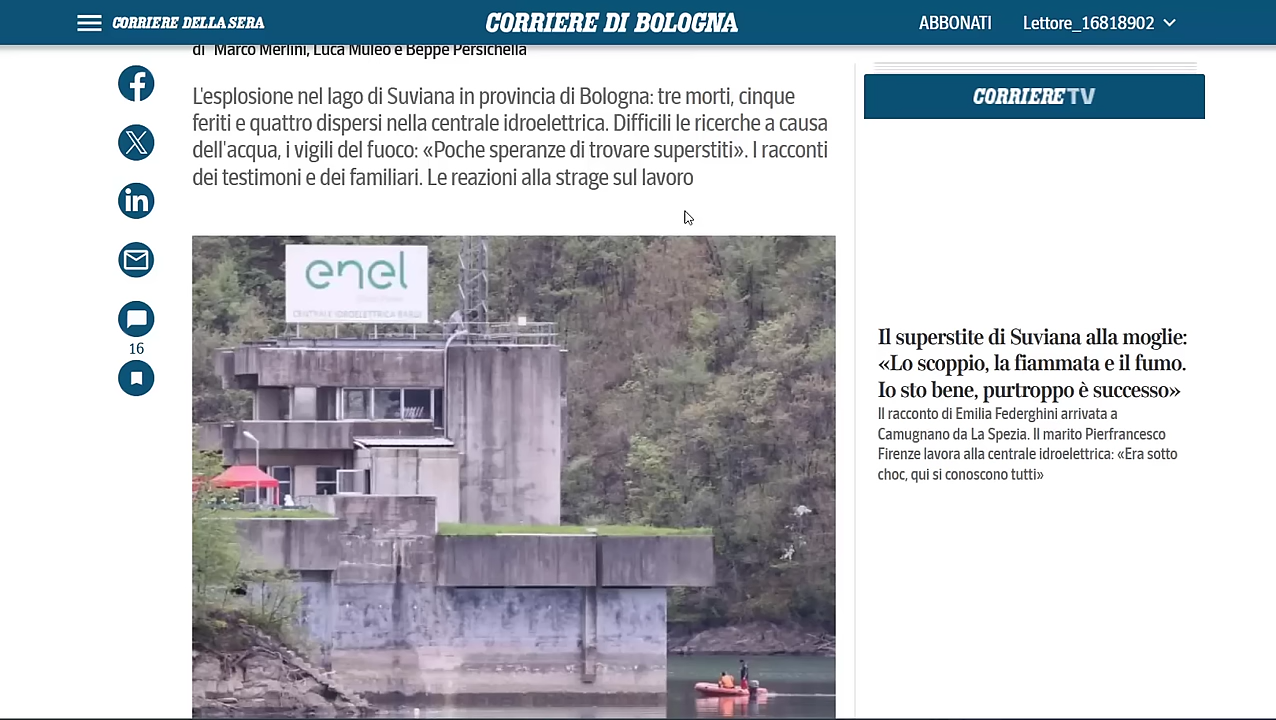 CORRIERE DELLA SERA
CORRIERE DI BOLOGNA
ABBONATI
Lettore_16818902
di Marco Merlini, Luca Muleo e Beppe Persichella
L'esplosione nel lago di Suviana in provincia di Bologna: tre morti, cinque
feriti e quattro dispersi nella centrale idroelettrica. Difficili le ricerche a causa
dell'acqua, i vigili del fuoco: «Poche speranze di trovare superstiti». I racconti
dei testimoni e dei familiari. Le reazioni alla strage sul lavoro
16
enel
CENTRALE IDROELETTRICA BARGI
CORRIERE TV
Il superstite di Suviana alla moglie:
«Lo scoppio, la fiammata e il fumo.
Io sto bene, purtroppo è successo»
Il racconto di Emilia Federghini arrivata a
Camugnano da La Spezia. Il marito Pierfrancesco
Firenze lavora alla centrale idroelettrica: «Era sotto
choc, qui si conoscono tutti»